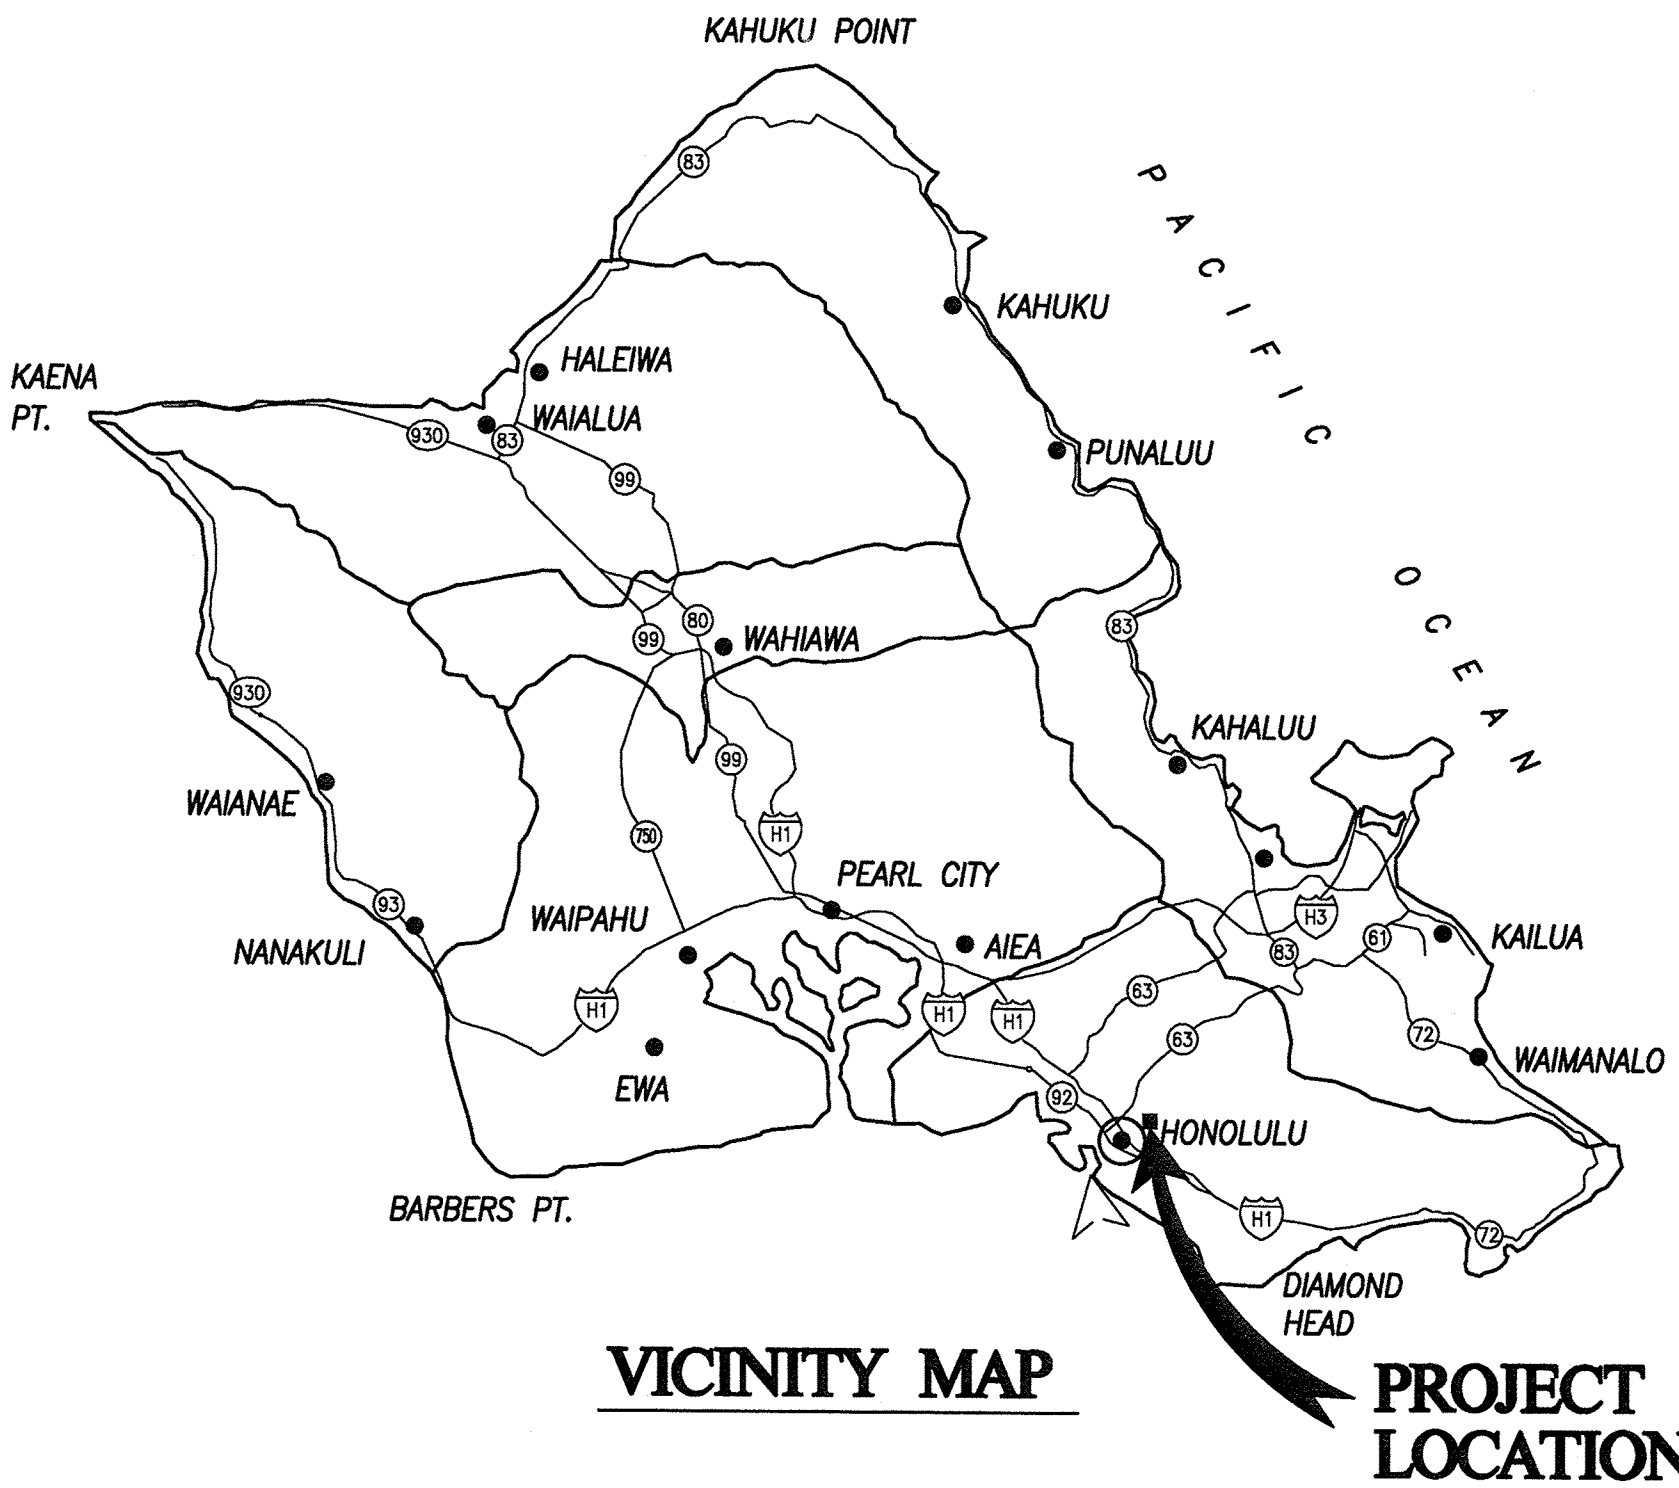 KAHUKU POINT
83
PACIFIC OCEAN
KAHUKU
HALEIWA
KAENA
PT.
WAIALUA
930
83
99
PUNALUU
80
99
WAHIAWA
83
930
KAHALUU
99
WAIANAE
750
H1
PEARL CITY
93
WAIPAHU
H3
NANAKULI
AIEA
83
61
KAILUA
63
H1
H1
H1
63
72
WAIMANALO
EWA
92
HONOLULU
BARBERS PT.
H1
72
DIAMOND
HEAD
VICINITY MAP
PROJECT
LOCATION